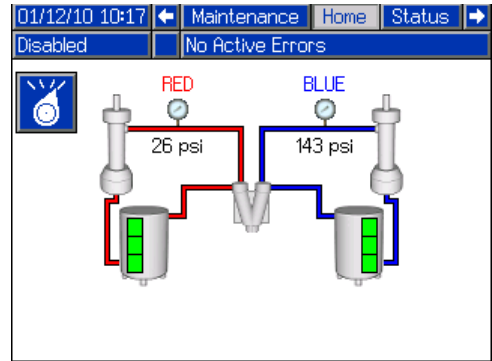 01/12/10 10:17 Maintenance Home Status
Disabled No Active Errors
RED BLUE
26 psi 143 psi